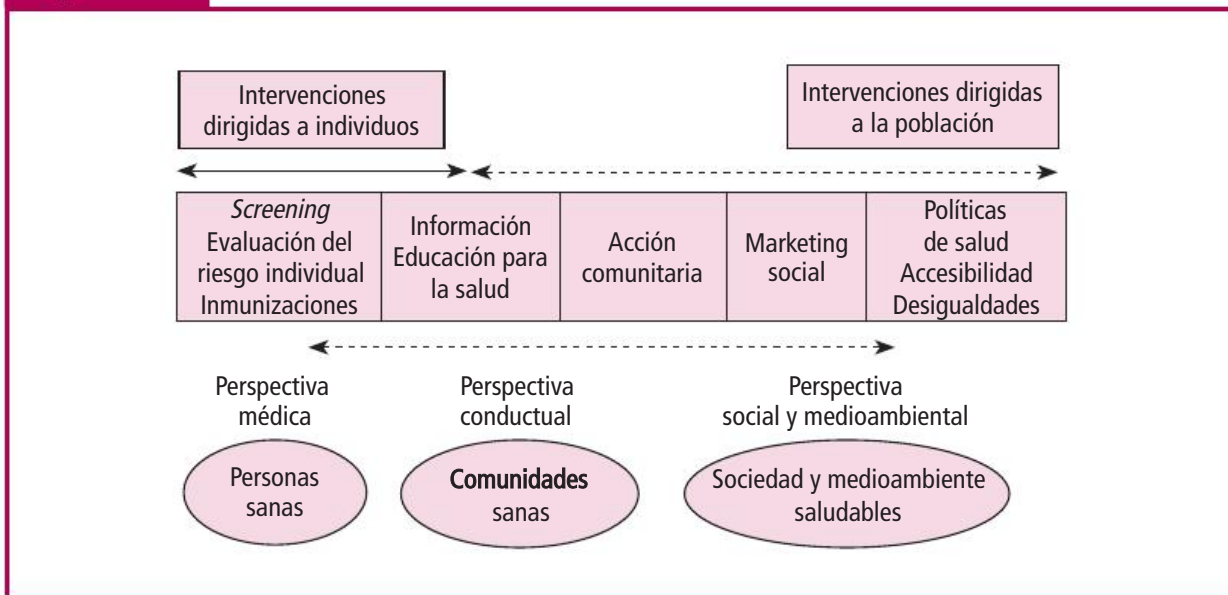 Intervenciones
dirigidas a individuos
Intervenciones dirigidas
a la población
Screening
Evaluación del
riesgo individual
Inmunizaciones
Información
Educación para
la salud
Acción
comunitaria
Marketing
social
Políticas
de salud
Accesibilidad
Desigualdades
Perspectiva
médica
Perspectiva
conductual
Perspectiva
social y medioambiental
Personas
sanas
Comunidades
sanas
Sociedad y medioambiente
saludables